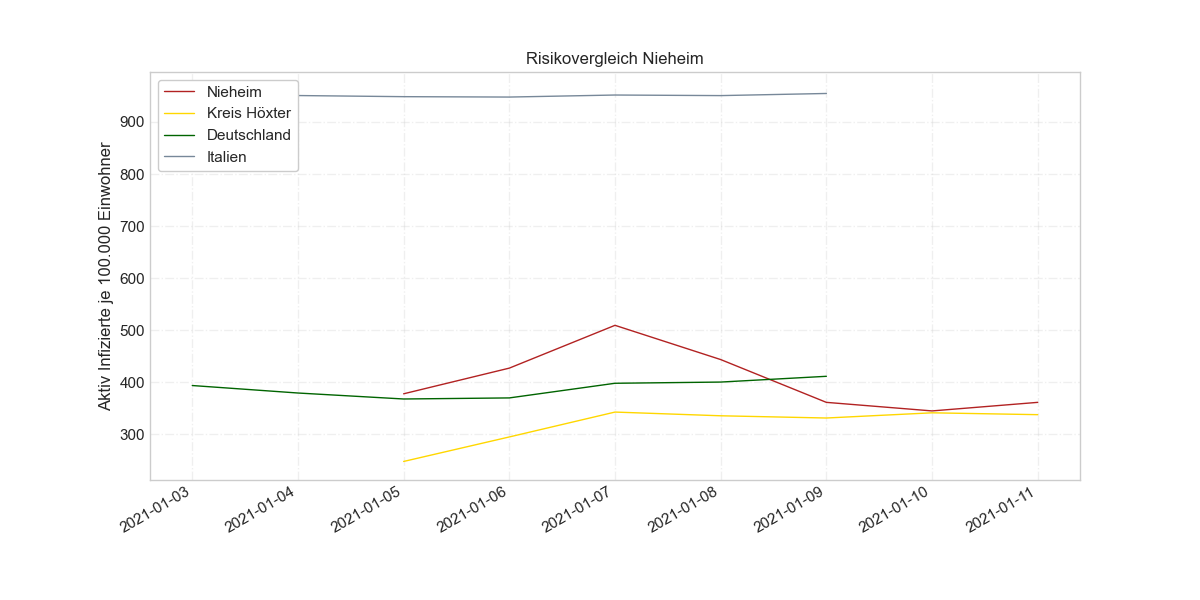 Risikovergleich Nieheim
Nieheim
Kreis Höxter
Deutschland
Italien
Aktiv Infizierte je 100.000 Einwohner
900
800
700
600
500
400
300
2021-01-03
2021-01-04
2021-01-05
2021-01-06
2021-01-07
2021-01-08
2021-01-09
2021-01-10
2021-01-11